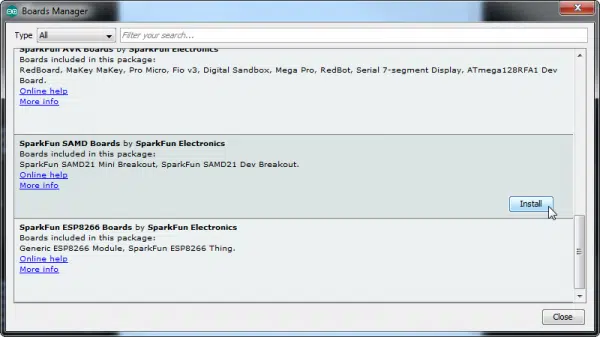 Boards Manager
Type All Filter your search...
SparkFun AVR Boards by SparkFun Electronics
Boards included in this package:
RedBoard, MaKey MaKey, Pro Micro, Fio v3, Digital Sandbox, Mega Pro, RedBot, Serial 7-segment Display, ATmega128RFA1 Dev
Board.
Online help
More info
SparkFun SAMD Boards by SparkFun Electronics
Boards included in this package:
SparkFun SAMD21 Mini Breakout, SparkFun SAMD21 Dev Breakout.
Online help
More info
Install
SparkFun ESP8266 Boards by SparkFun Electronics
Boards included in this package:
Generic ESP8266 Module, SparkFun ESP8266 Thing.
Online help
More info
Close